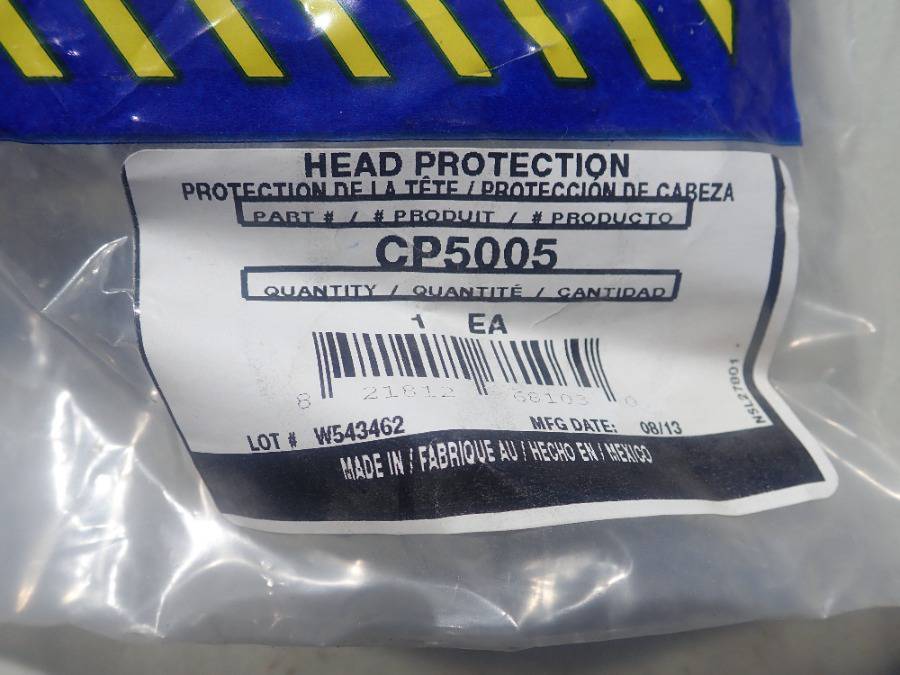 HEAD PROTECTION
PROTECTION DE LA TÊTE / PROTECCIÓN DE CABEZA
PART # / # PRODUIT / # PRODUCTO
CP5005
QUANTITY / QUANTITÉ / CANTIDAD
1 EA
8 21812 68103 0
LOT # W543462 MFG DATE: 08/13
MADE IN / FABRIQUE AU / HECHO EN / MEXICO
NSL27001